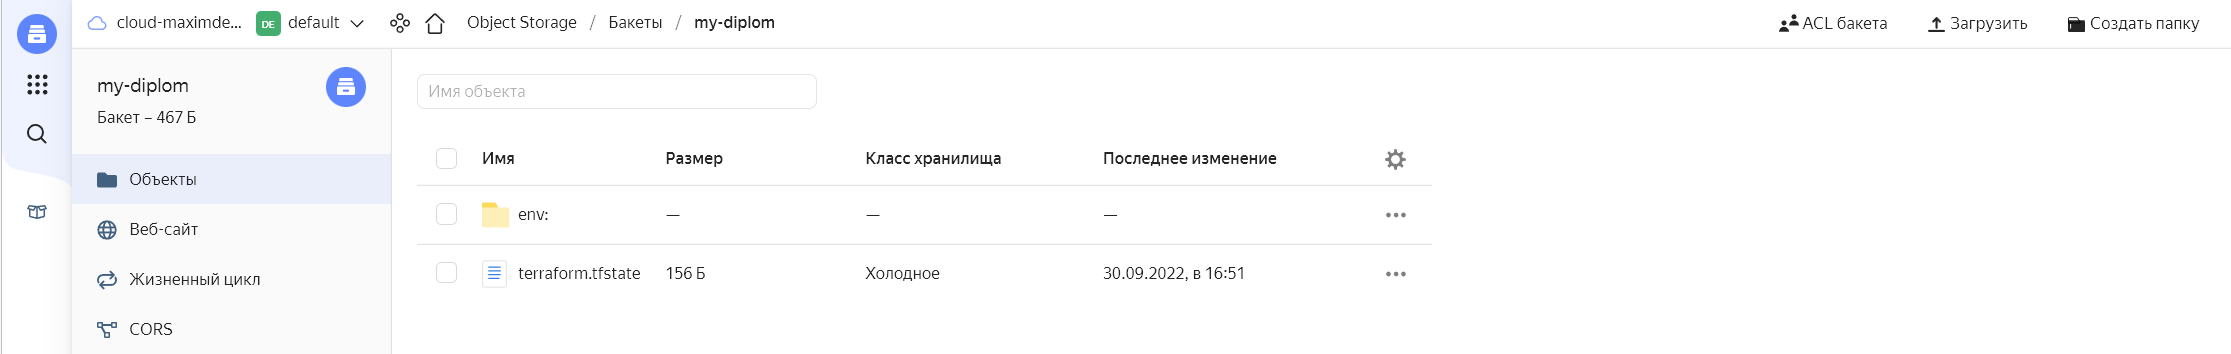 cloud-maximde... DE default Object Storage / Бакеты / my-diplom ACL бакета Загрузить Создать папку
my-diplom
Бакет – 467 Б
Объекты
Веб-сайт
Жизненный цикл
CORS
Имя объекта
Имя Размер Класс хранилища Последнее изменение
env: — — —
terraform.tfstate 156 Б Холодное 30.09.2022, в 16:51